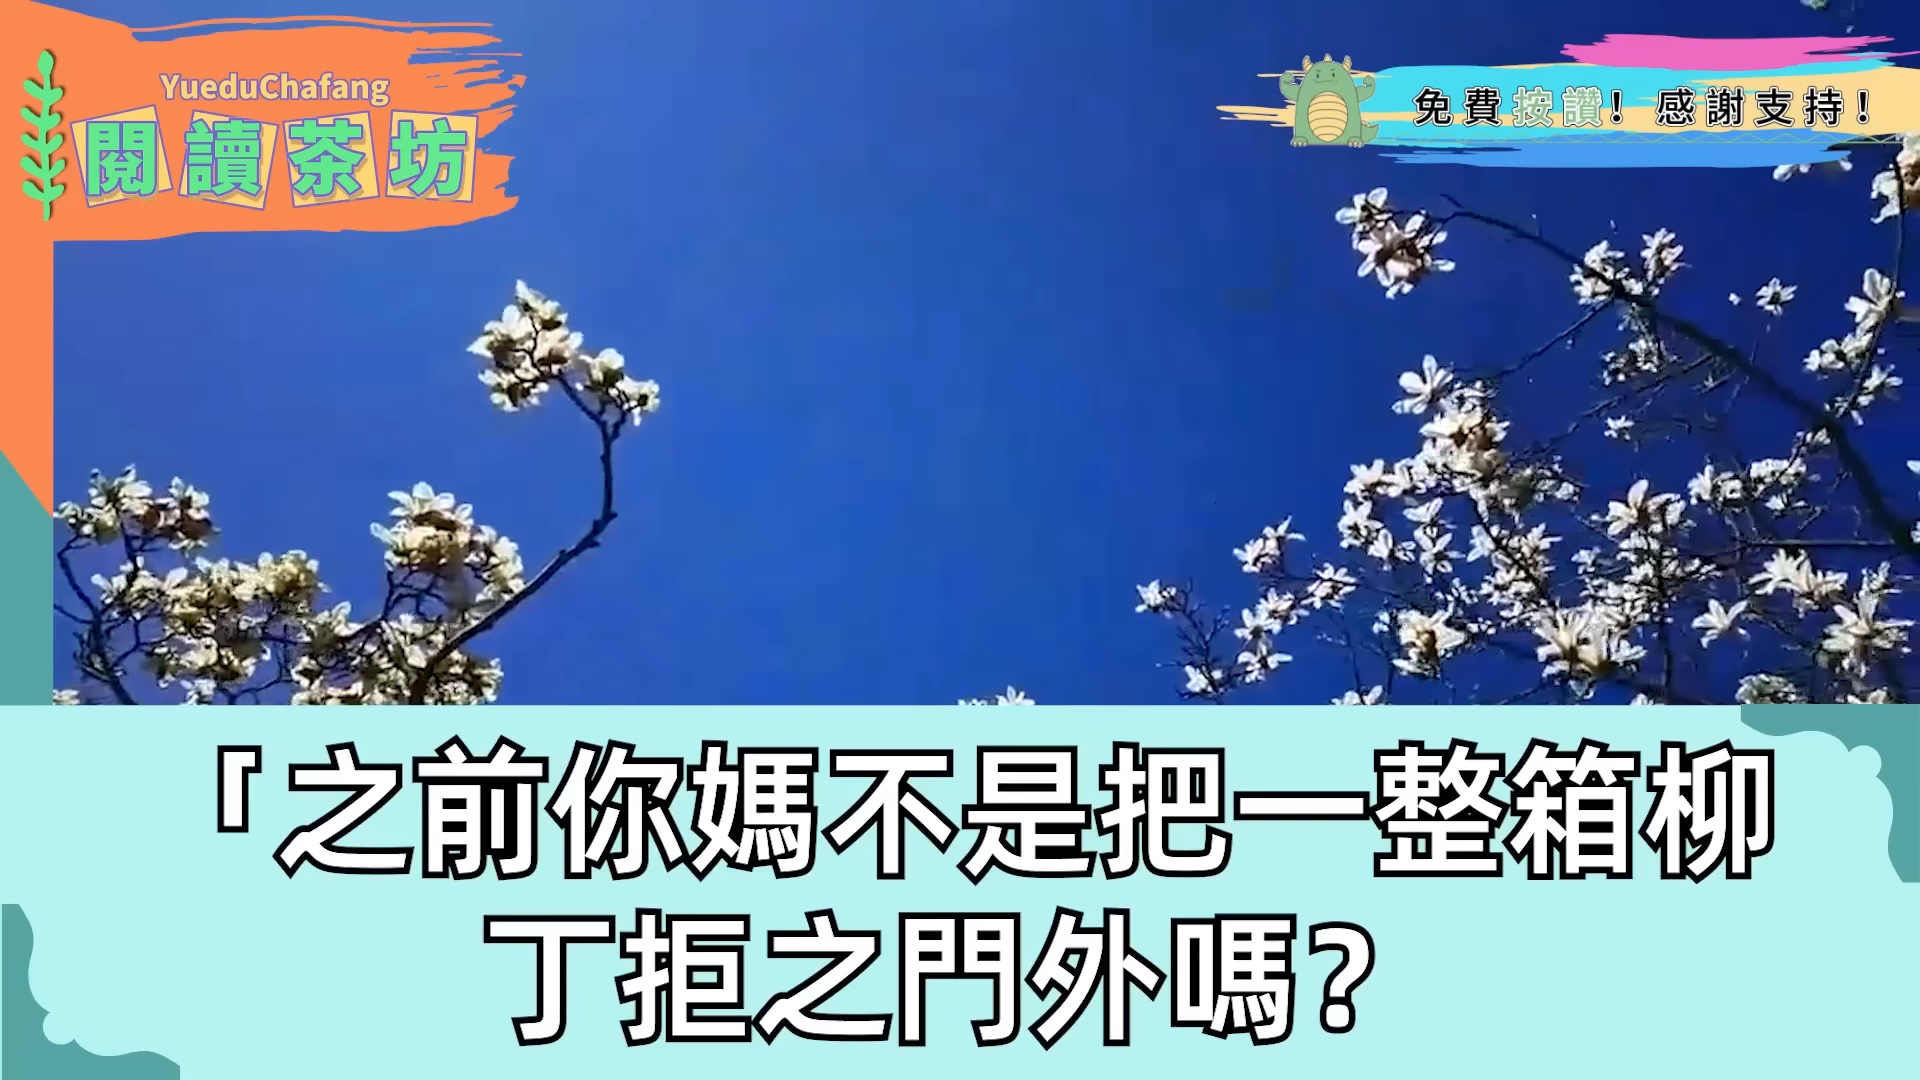 YueduChafang
閱讀茶坊
免費按讚！感謝支持！
「之前你媽不是把一整箱柳
丁拒之門外嗎？